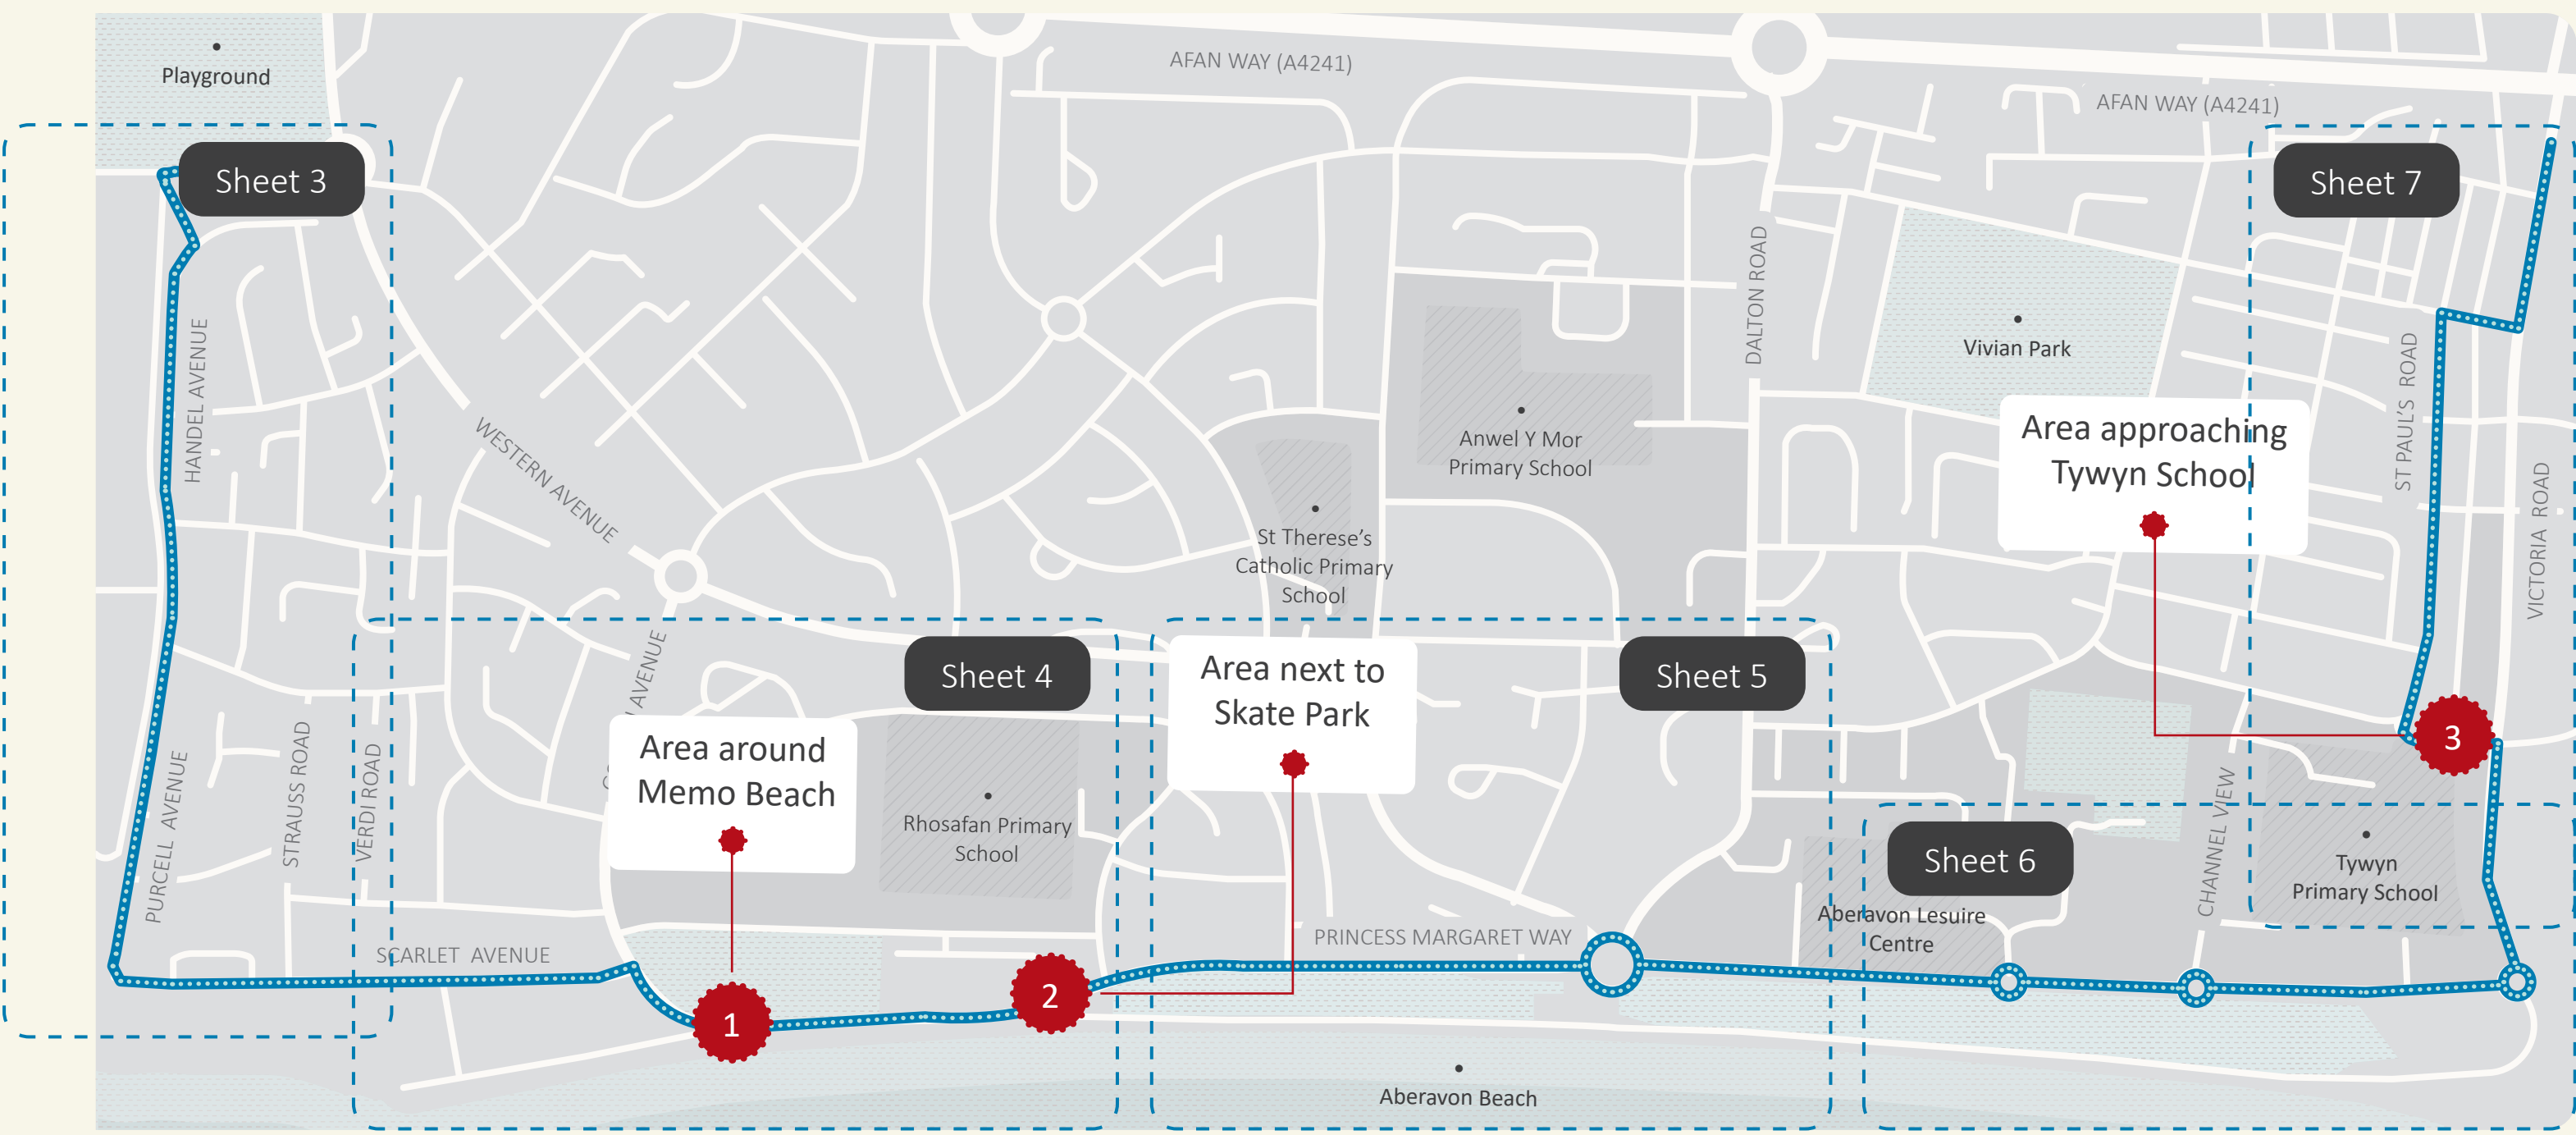 Playground
AFAN WAY (A4241)
AFAN WAY (A4241)
Sheet 3
Sheet 7
DALTON ROAD
HANDEL AVENUE
Vivian Park
ST PAUL'S ROAD
WESTERN AVENUE
Anwel Y Mor
Primary School
Area approaching
Tywyn School
VICTORIA ROAD
St Therese's
Catholic Primary
School
AVENUE
Sheet 4
Area next to
Skate Park
Sheet 5
PURCELL AVENUE
STRAUSS ROAD
VERDI ROAD
Area around
Memo Beach
3
Rhosafan Primary
School
Sheet 6
CHANNEL VIEW
Tywyn
Primary School
Aberavon Lesuire
Centre
SCARLET AVENUE
PRINCESS MARGARET WAY
2
1
Aberavon Beach